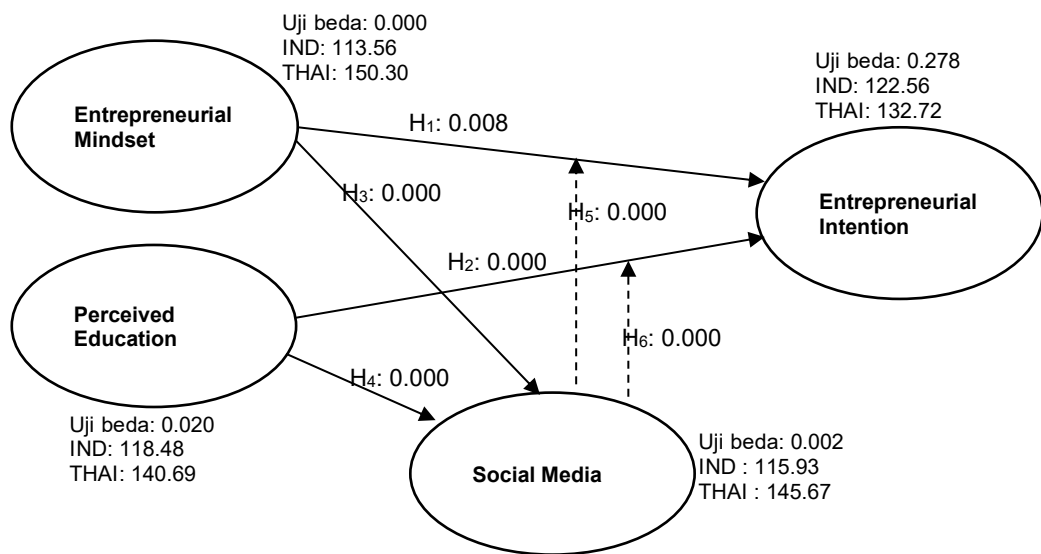 Uji beda: 0.000
IND: 113.56
THAI: 150.30
Uji beda: 0.278
IND: 122.56
THAI: 132.72
Entrepreneurial
Mindset
H₁: 0.008
H₃: 0.000
H₅: 0.000
Entrepreneurial
Intention
H₂: 0.000
Perceived
Education
H₆: 0.000
H₄: 0.000
Uji beda: 0.020
IND: 118.48
THAI: 140.69
Social Media
Uji beda: 0.002
IND : 115.93
THAI : 145.67